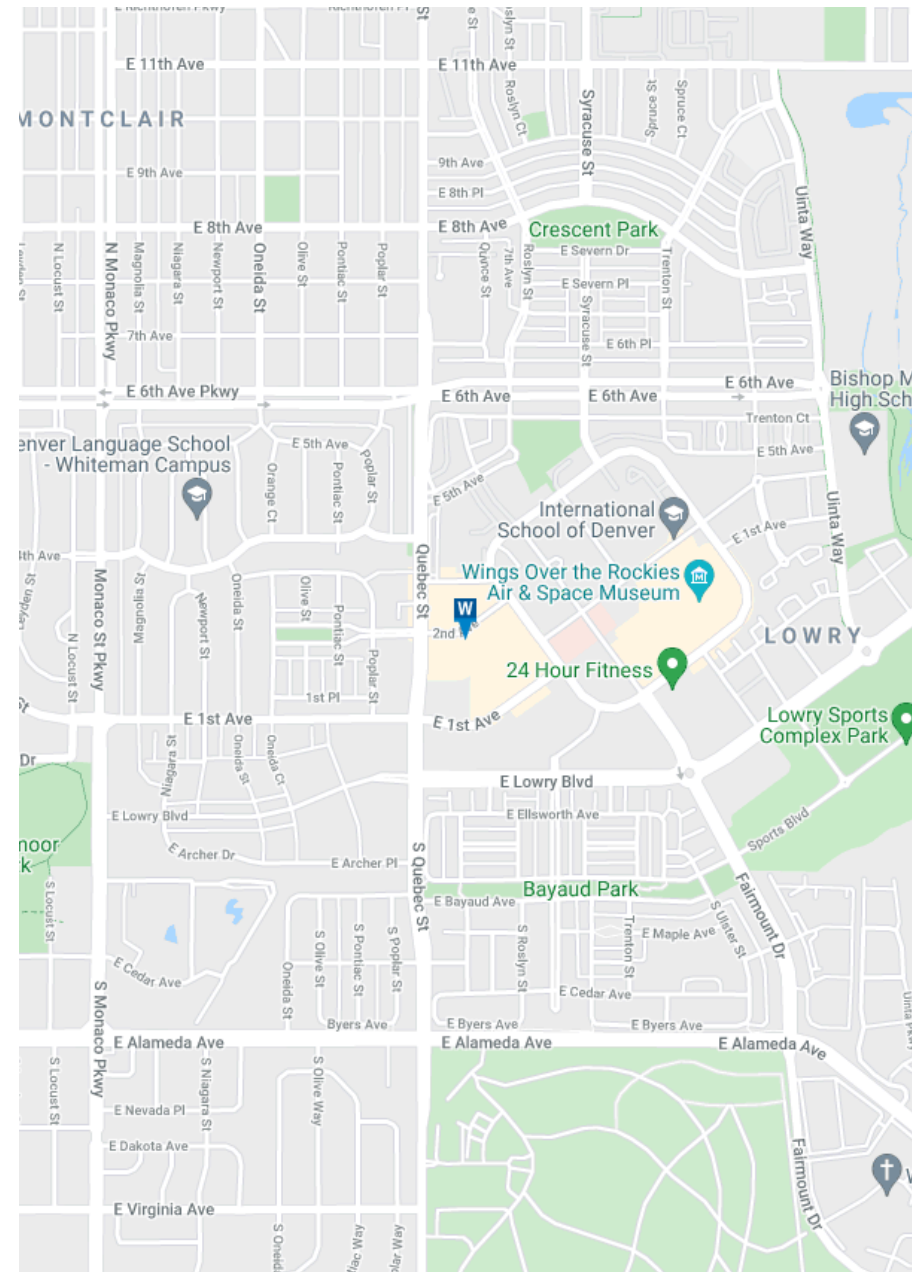 E 11th Ave
E 11th Ave
MONTCLAIR
Roslyn St
Roslyn Ct
Syracuse St
Spruce St
Spruce Ct
9th Ave
E 9th Ave
E 8th Pl
E 8th Ave
E 8th Ave
Crescent Park
Uinta Way
N Locust St
N Monaco Pkwy
Magnolia St
Niagara St
Newport St
Oneida St
Olive St
Pontiac St
Poplar St
Quince St
7th Ave
Roslyn St
E Severn Dr
Trenton St
E Severn Pl
Syracuse St
7th Ave
E 6th Pl
E 6th Ave Pkwy
E 6th Ave
E 6th Ave
E 6th Ave
Bishop M
High Sch
Trenton Ct
enver Language School
- Whiteman Campus
E 5th Ave
E 5th Ave
Orange Ct
Pontiac St
Poplar St
E 5th Ave
International
School of Denver
E 1st Ave
Uinta Way
4th Ave
Quebec St
Wings Over the Rockies
Air & Space Museum
W
2nd Ave
Monaco St Pkwy
Magnolia St
Newport St
Oneida St
Olive St
Pontiac St
Poplar St
N Locust St
LOWRY
24 Hour Fitness
1st Pl
E 1st Ave
E 1st Ave
Lowry Sports
Complex Park
Niagara St
Oneida St
Oneida Ct
Dr
E Lowry Blvd
E Lowry Blvd
E Ellsworth Ave
Sports Blvd
moor
k
E Archer Dr
E Archer Pl
S Quebec St
S Locust St
Bayaud Park
E Bayaud Ave
Fairmount Dr
S Ulster St
S Olive St
S Pontiac St
S Poplar St
S Roslyn St
Trenton St
E Maple Ave
E Cedar Ave
Oneida St
E Cedar Ave
S Monaco Pkwy
Byers Ave
E Byers Ave
E Byers Ave
E Alameda Ave
E Alameda Ave
E Alameda Ave
S Locust St
S Niagara St
S Olive Way
E Nevada Pl
E Dakota Ave
Fairmount Dr
E Virginia Ave